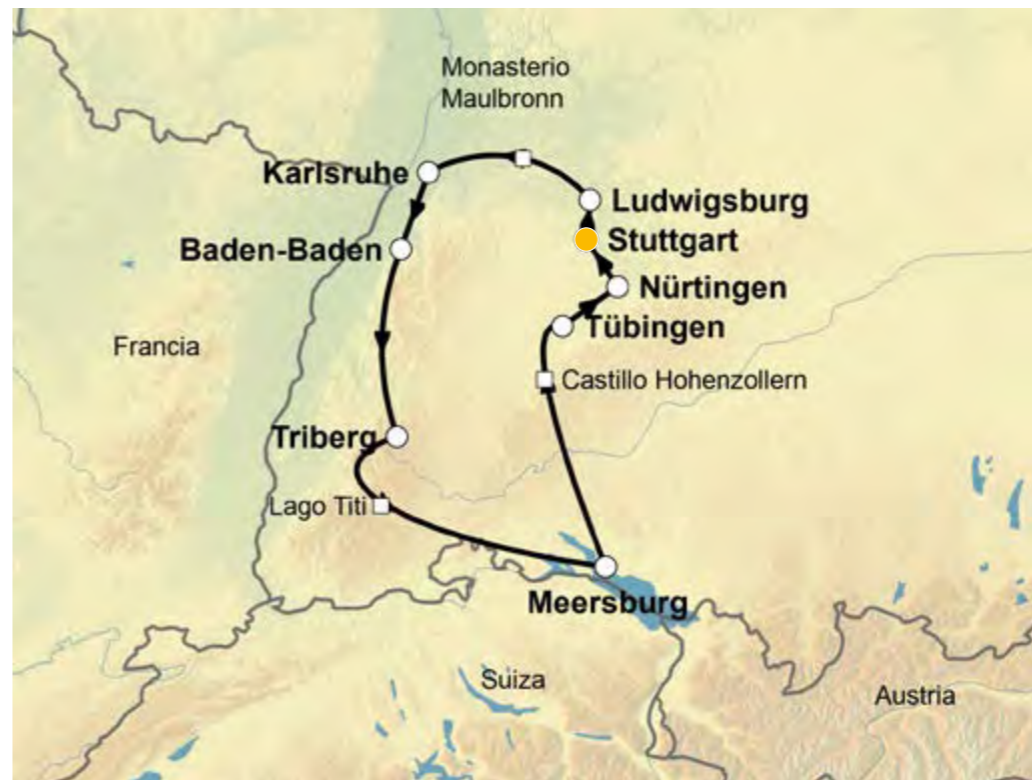 Monasterio
Maulbronn
Karlsruhe
Ludwigsburg
Stuttgart
Baden-Baden
Nürtingen
Tübingen
Francia
Castillo Hohenzollern
Triberg
Lago Titi
Meersburg
Suiza
Austria